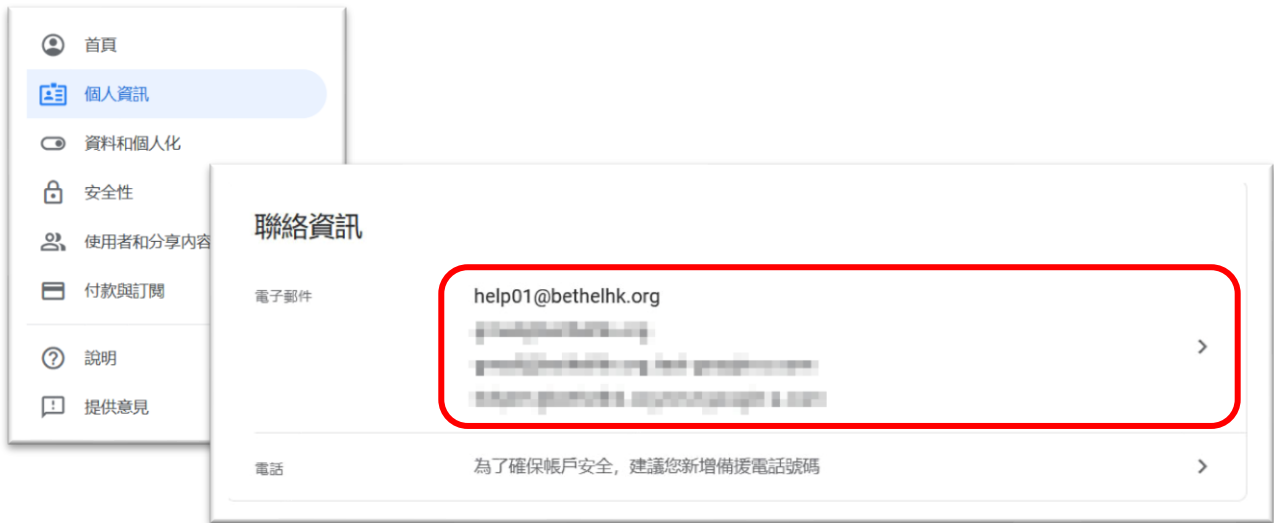 首頁
個人資訊
資料和個人化
安全性
使用者和分享內容
付款與訂閱
說明
提供意見
聯絡資訊
電子郵件
help01@bethelhk.org
電話
為了確保帳戶安全，建議您新增備援電話號碼